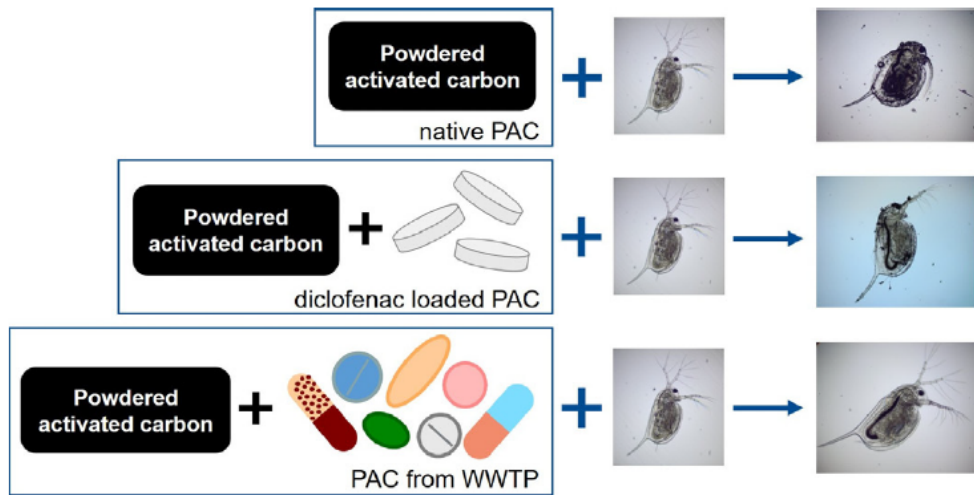 Powdered
activated carbon
native PAC
Powdered
activated carbon
diclofenac loaded PAC
Powdered
activated carbon
PAC from WWTP